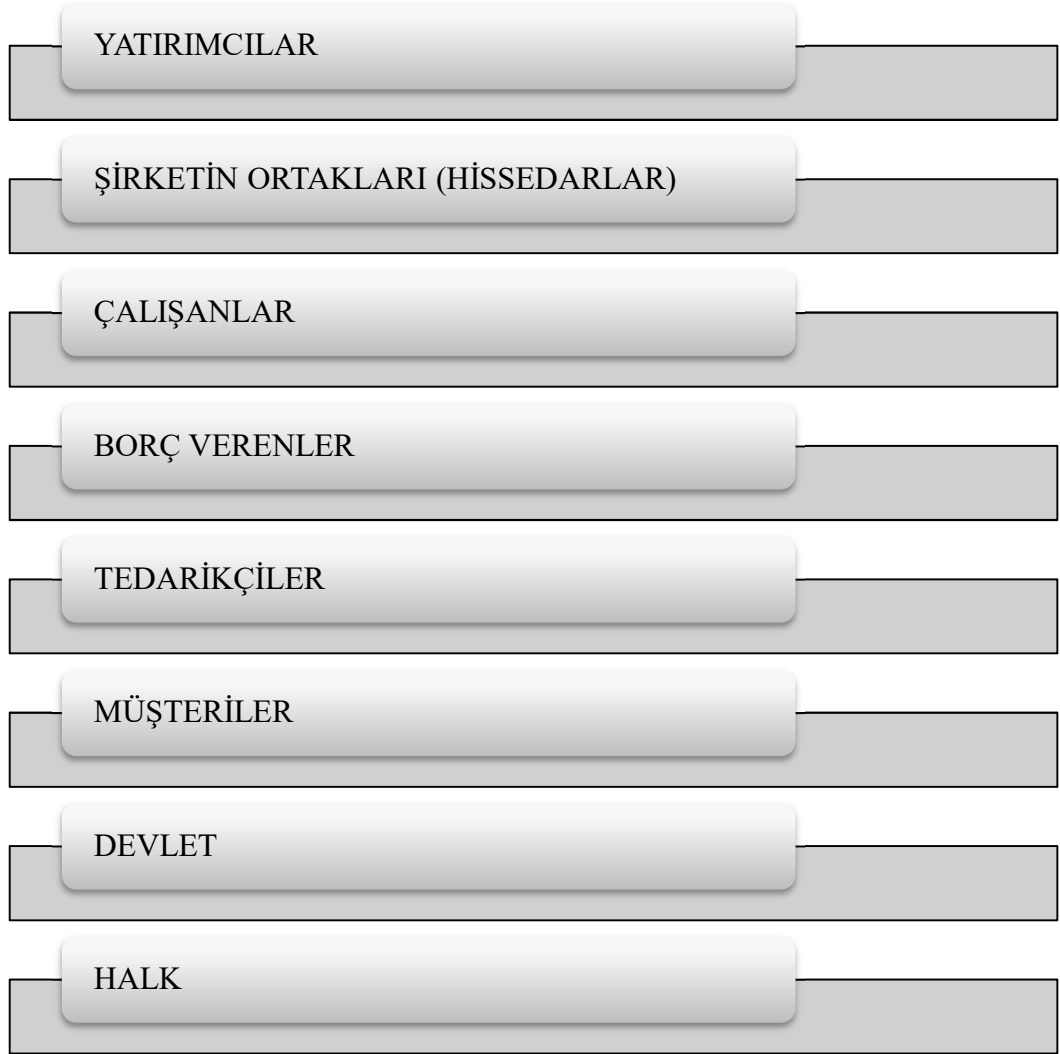 YATIRIMCILAR
ŞİRKETİN ORTAKLARI (HİSSEDARLAR)
ÇALIŞANLAR
BORÇ VERENLER
TEDARİKÇİLER
MÜŞTERİLER
DEVLET
HALK